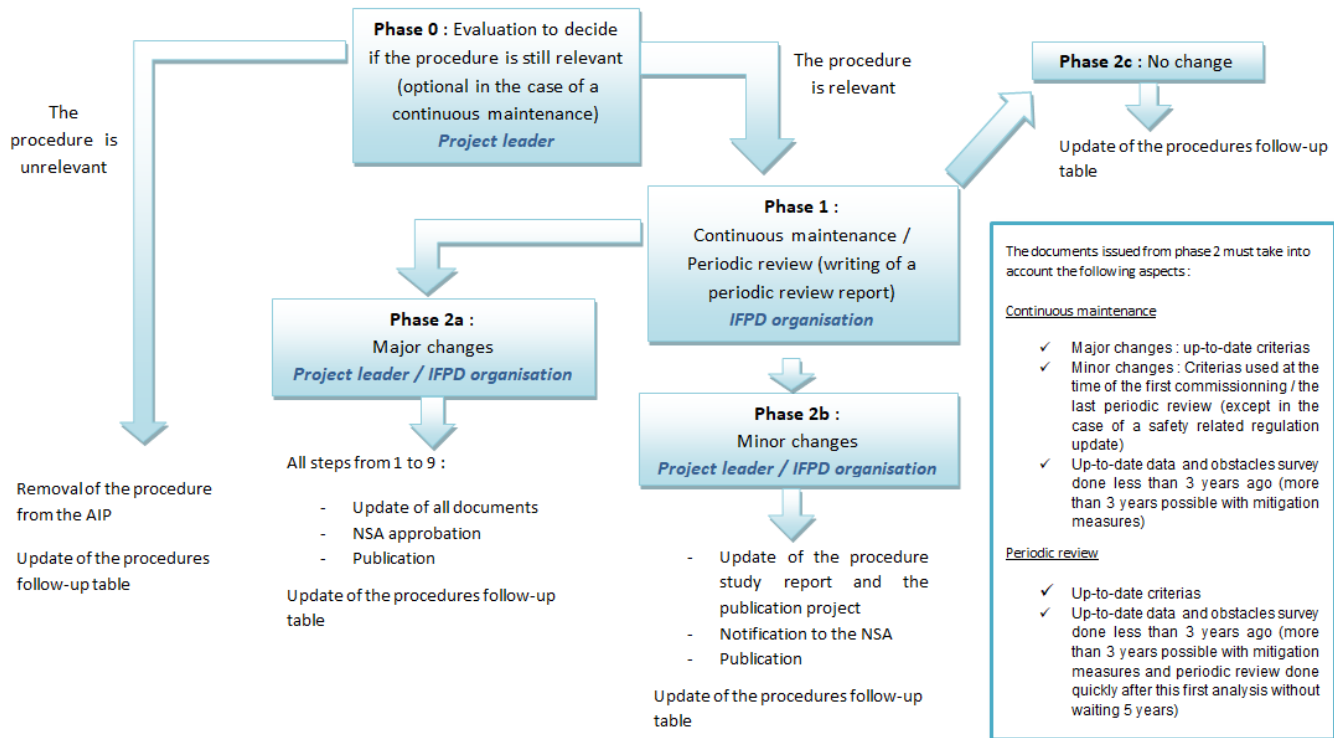 Phase 0 : Evaluation to decide
if the procedure is still relevant
(optional in the case of a
continuous maintenance)
Project leader
The
procedure is
unrelevant
The procedure
is relevant
Phase 2c : No change
Update of the procedures follow-up
table
Phase 1 :
Continuous maintenance /
Periodic review (writing of a
periodic review report)
IFPD organisation
Phase 2a :
Major changes
Project leader / IFPD organisation
Phase 2b :
Minor changes
Project leader / IFPD organisation
Removal of the procedure
from the AIP
Update of the procedures
follow-up table
All steps from 1 to 9 :
- Update of all documents
- NSA approbation
- Publication
Update of the procedures follow-up
table
- Update of the procedure
study report and the
publication project
- Notification to the NSA
- Publication
Update of the procedures follow-up
table
The documents issued from phase 2 must take into
account the following aspects :
Continuous maintenance
✓ Major changes : up-to-date criterias
✓ Minor changes : Criterias used at the
time of the first commissionning / the
last periodic review (except in the
case of a safety related regulation
update)
✓ Up-to-date data and obstacles survey
done less than 3 years ago (more
than 3 years possible with mitigation
measures)
Periodic review
✓ Up-to-date criterias
✓ Up-to-date data and obstacles survey
done less than 3 years ago (more
than 3 years possible with mitigation
measures and periodic review done
quickly after this first analysis without
waiting 5 years)